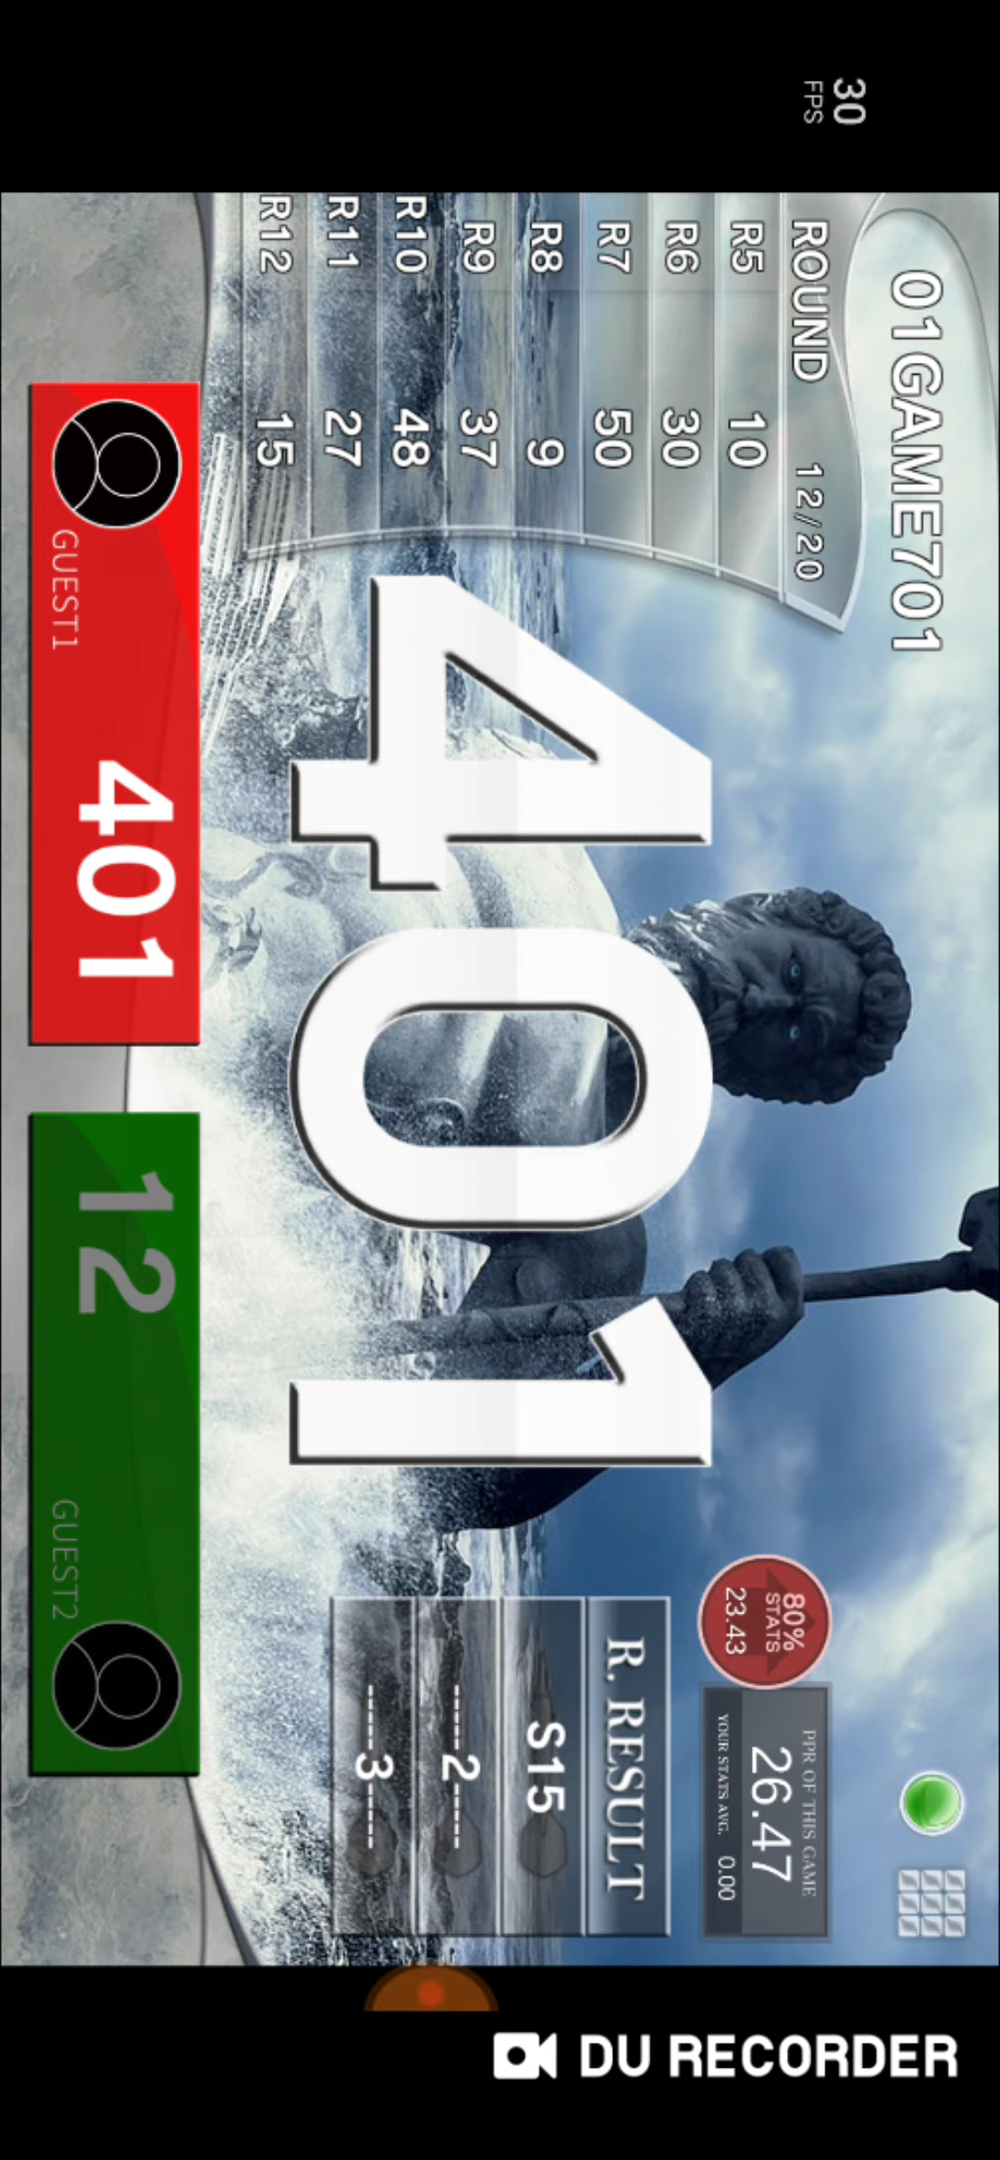 30
FPS
01GAME701
ROUND 12/20
R5 10
R6 30
R7 50
R8 9
R9 37
R10 48
R11 27
R12 15
401
80%
STATS
23.43
PPR OF THIS GAME
26.47
YOUR STATS AVG. 0.00
R. RESULT
S15
------2------
------3------
GUEST1
401
12
GUEST2
DU RECORDER